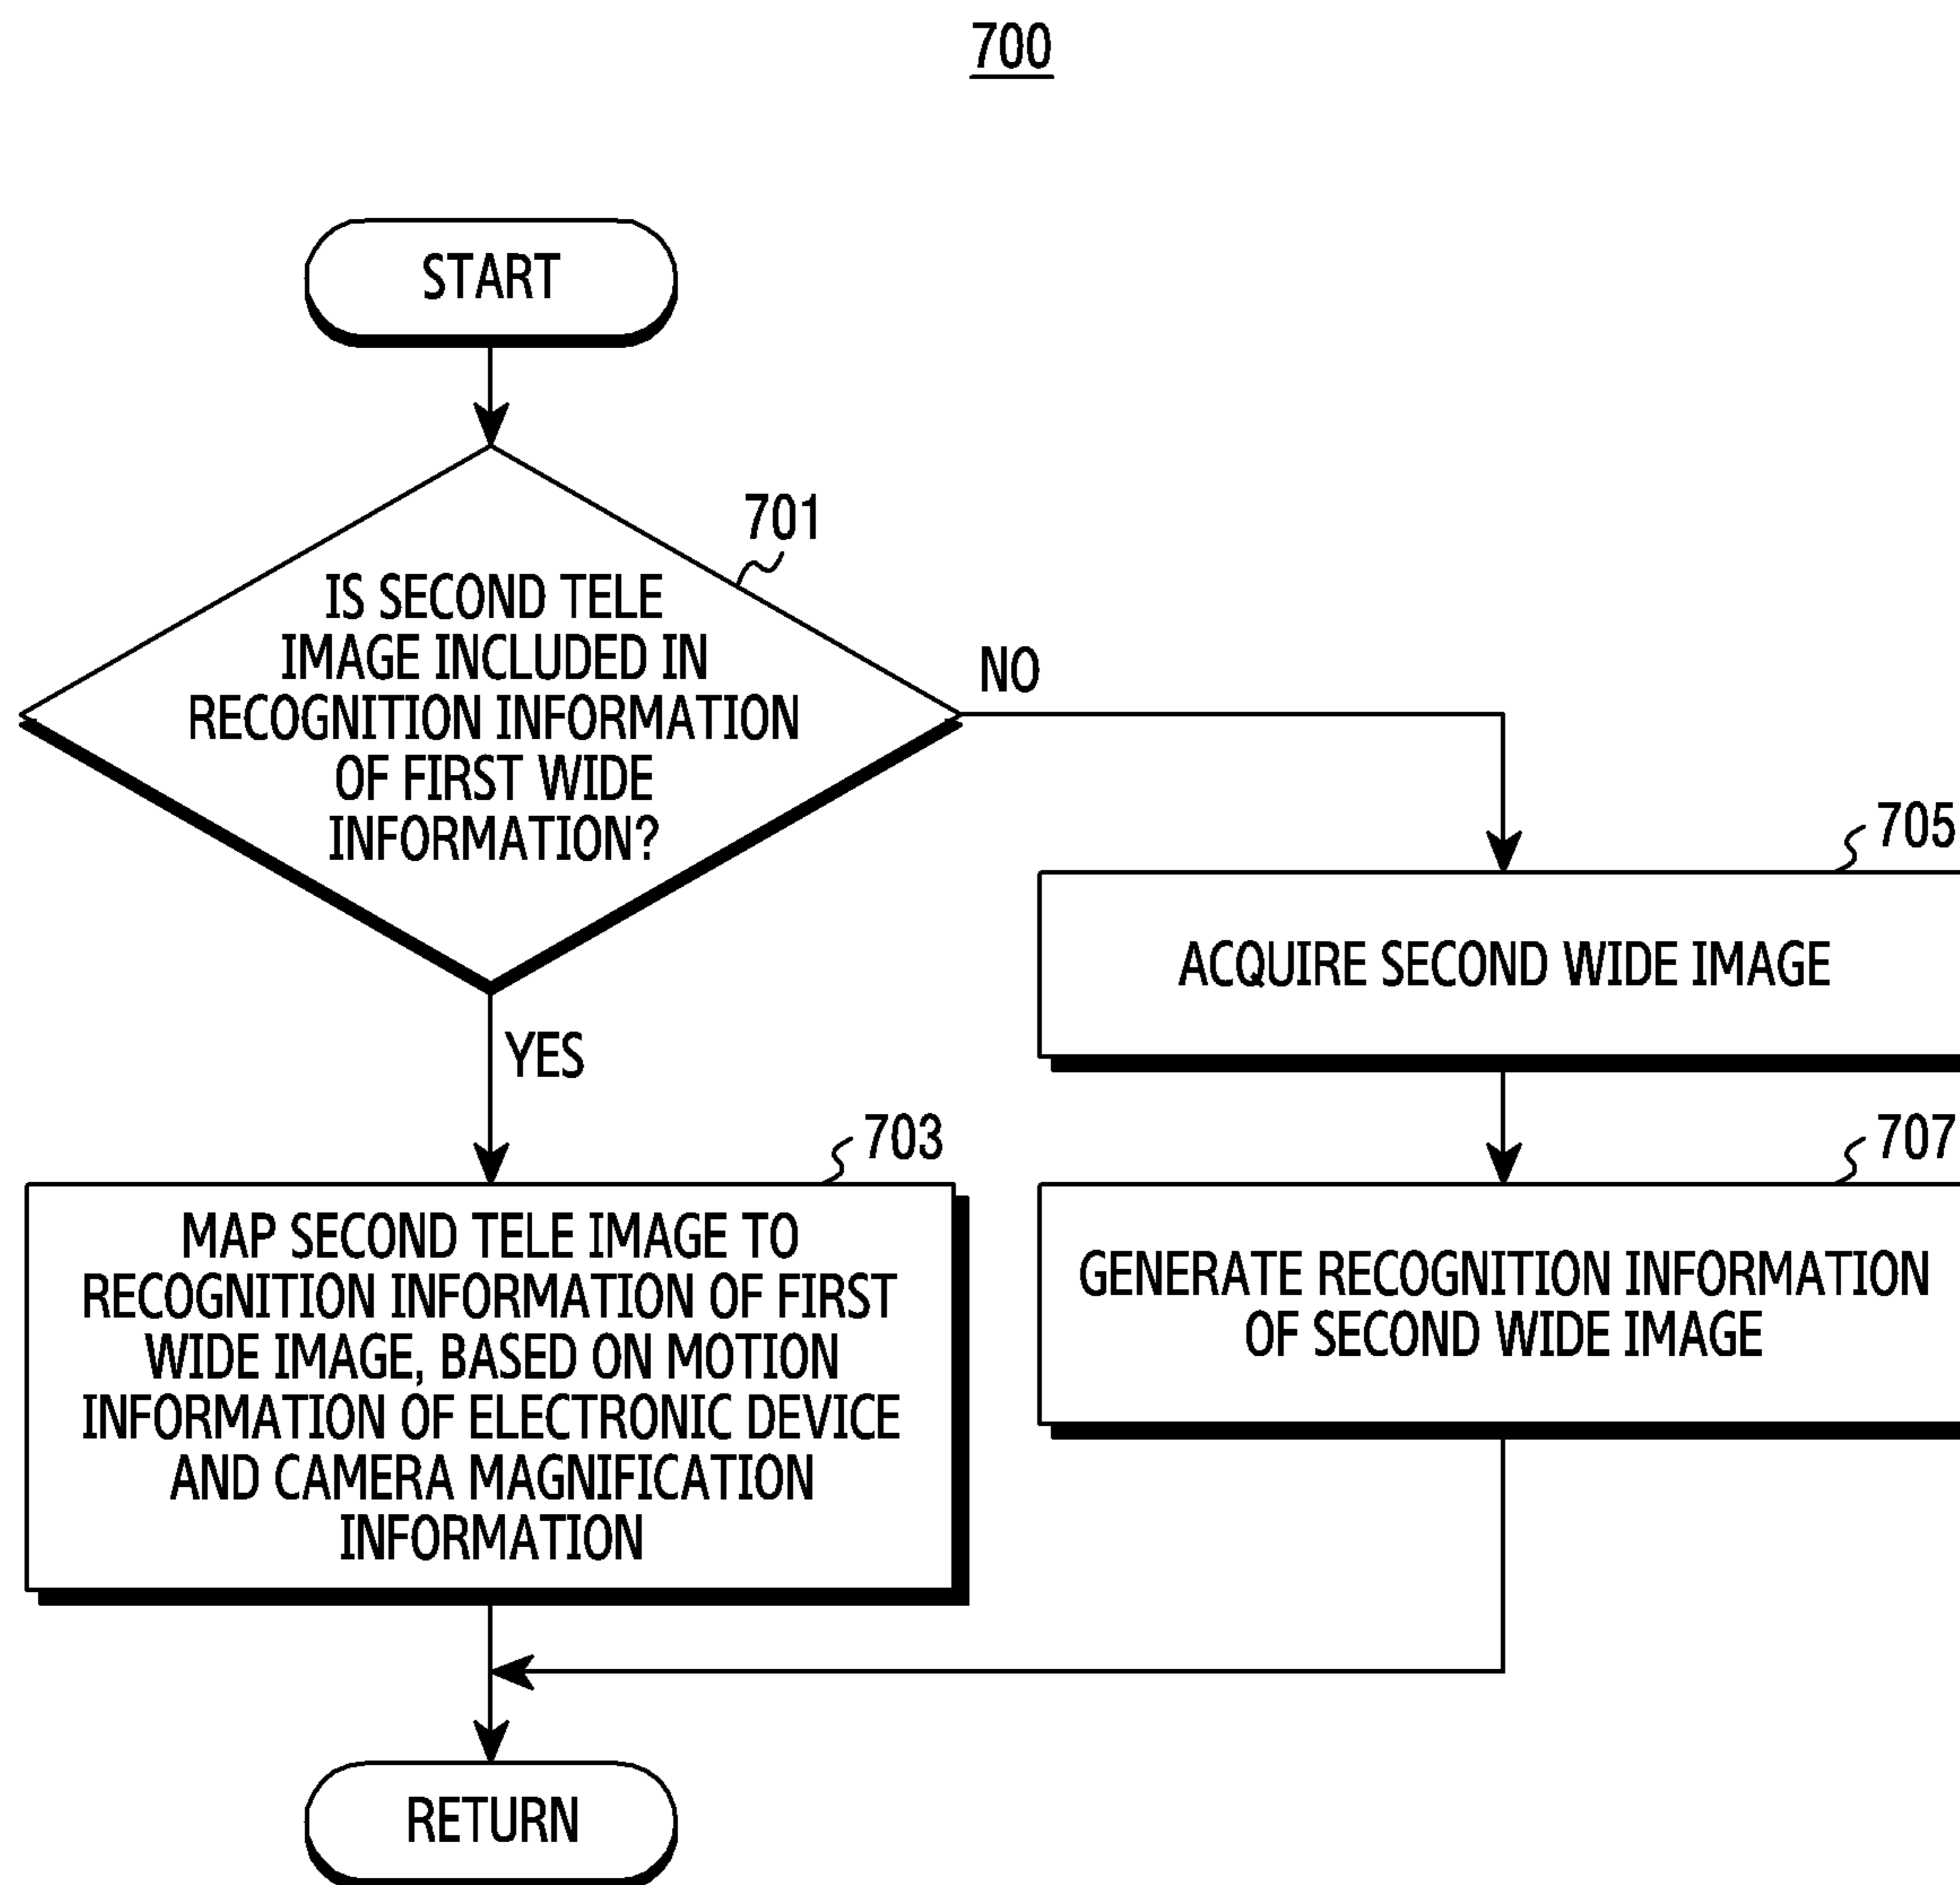 700
START
701
IS SECOND TELE
IMAGE INCLUDED IN
RECOGNITION INFORMATION
OF FIRST WIDE
INFORMATION?
NO
YES
705
ACQUIRE SECOND WIDE IMAGE
703
MAP SECOND TELE IMAGE TO
RECOGNITION INFORMATION OF FIRST
WIDE IMAGE, BASED ON MOTION
INFORMATION OF ELECTRONIC DEVICE
AND CAMERA MAGNIFICATION
INFORMATION
707
GENERATE RECOGNITION INFORMATION
OF SECOND WIDE IMAGE
RETURN